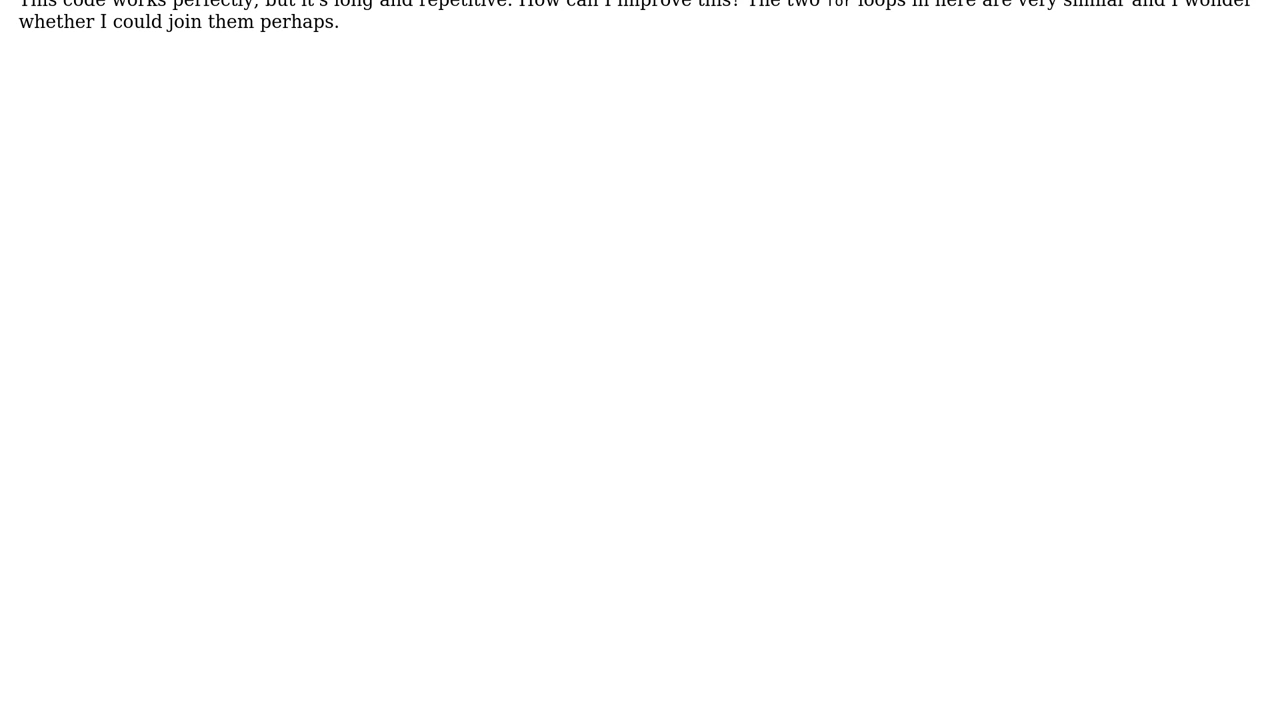 This code works perfectly, but it's long and repetitive. How can I improve this? The two for loops in here are very similar and I wonder
whether I could join them perhaps.